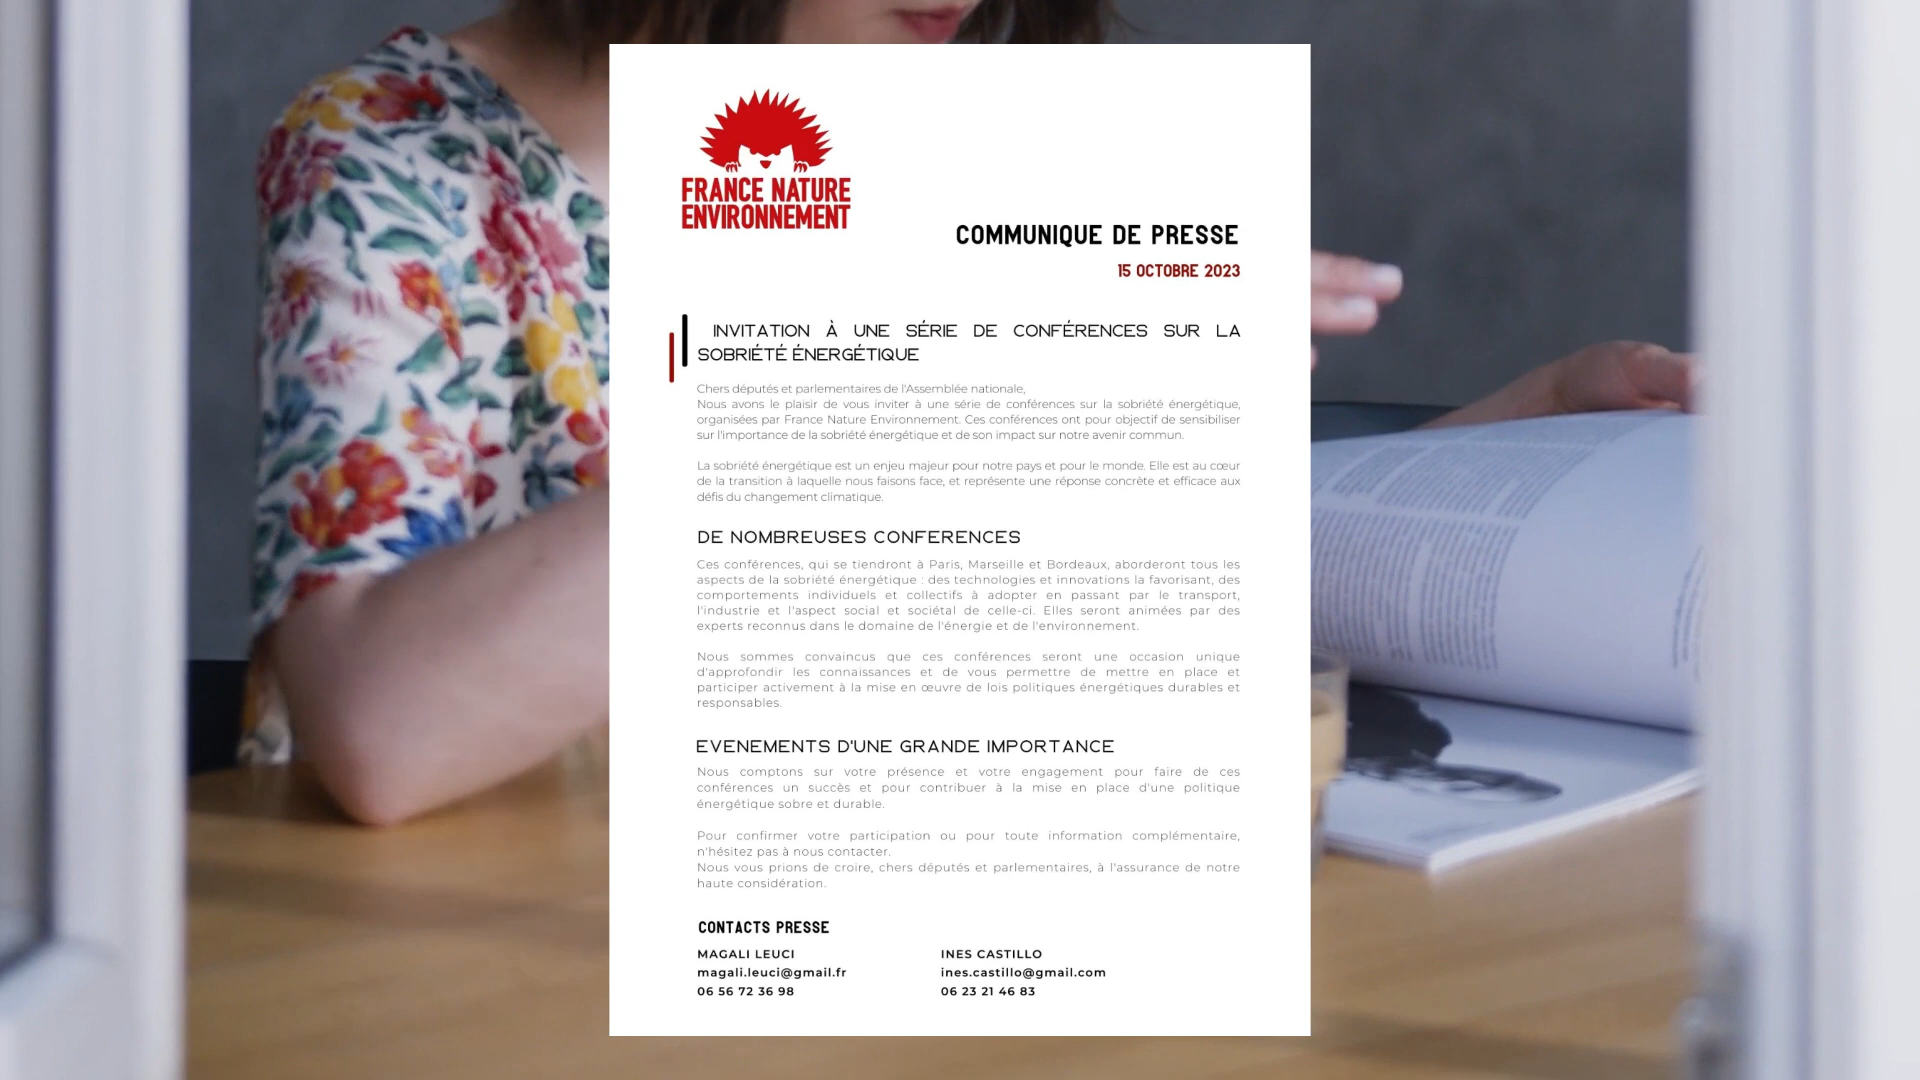 FRANCE NATURE
ENVIRONNEMENT
COMMUNIQUE DE PRESSE
15 OCTOBRE 2023
INVITATION À UNE SÉRIE DE CONFÉRENCES SUR LA
SOBRIÉTÉ ÉNERGÉTIQUE
Chers députés et parlementaires de l'Assemblée nationale,
Nous avons le plaisir de vous inviter à une série de conférences sur la sobriété énergétique,
organisées par France Nature Environnement. Ces conférences ont pour objectif de sensibiliser
sur l'importance de la sobriété énergétique et de son impact sur notre avenir commun.
La sobriété énergétique est un enjeu majeur pour notre pays et pour le monde. Elle est au cœur
de la transition à laquelle nous faisons face, et représente une réponse concrète et efficace aux
défis du changement climatique.
DE NOMBREUSES CONFERENCES
Ces conférences, qui se tiendront à Paris, Marseille et Bordeaux, aborderont tous les
aspects de la sobriété énergétique : des technologies et innovations la favorisant, des
comportements individuels et collectifs à adopter en passant par le transport,
l'industrie et l'aspect social et sociétal de celle-ci. Elles seront animées par des
experts reconnus dans le domaine de l'énergie et de l'environnement.
Nous sommes convaincus que ces conférences seront une occasion unique
d'approfondir les connaissances et de vous permettre de mettre en place et
participer activement à la mise en œuvre de lois politiques énergétiques durables et
responsables.
EVENEMENTS D'UNE GRANDE IMPORTANCE
Nous comptons sur votre présence et votre engagement pour faire de ces
conférences un succès et pour contribuer à la mise en place d'une politique
énergétique sobre et durable.
Pour confirmer votre participation ou pour toute information complémentaire,
n'hésitez pas à nous contacter.
Nous vous prions de croire, chers députés et parlementaires, à l'assurance de notre
haute considération.
CONTACTS PRESSE
MAGALI LEUCI
magali.leuci@gmail.fr
06 56 72 36 98
INES CASTILLO
ines.castillo@gmail.com
06 23 21 46 83